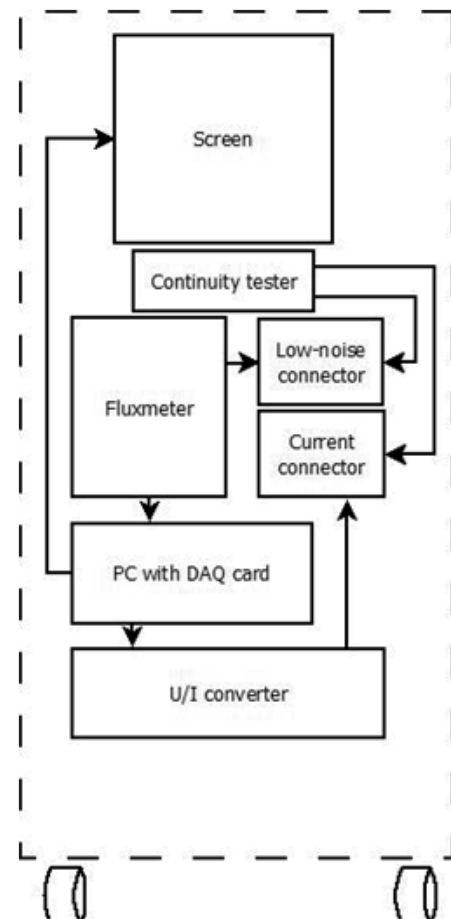 Screen
Continuity tester
Low-noise
connector
Fluxmeter
Current
connector
PC with DAQ card
U/I converter